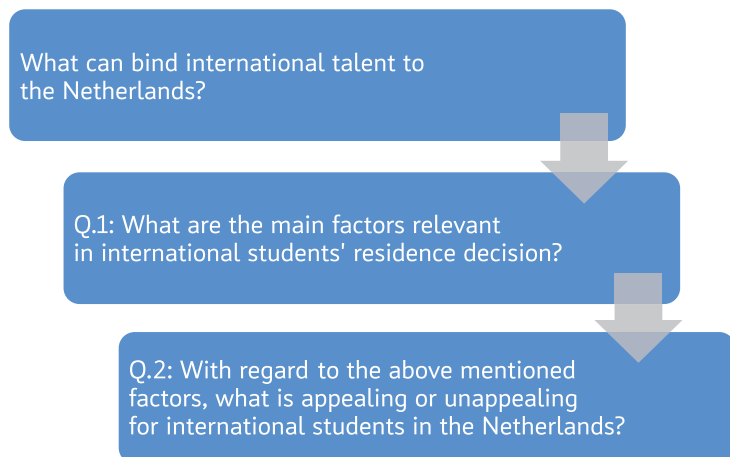 What can bind international talent to
the Netherlands?
Q.1: What are the main factors relevant
in international students' residence decision?
Q.2: With regard to the above mentioned
factors, what is appealing or unappealing
for international students in the Netherlands?